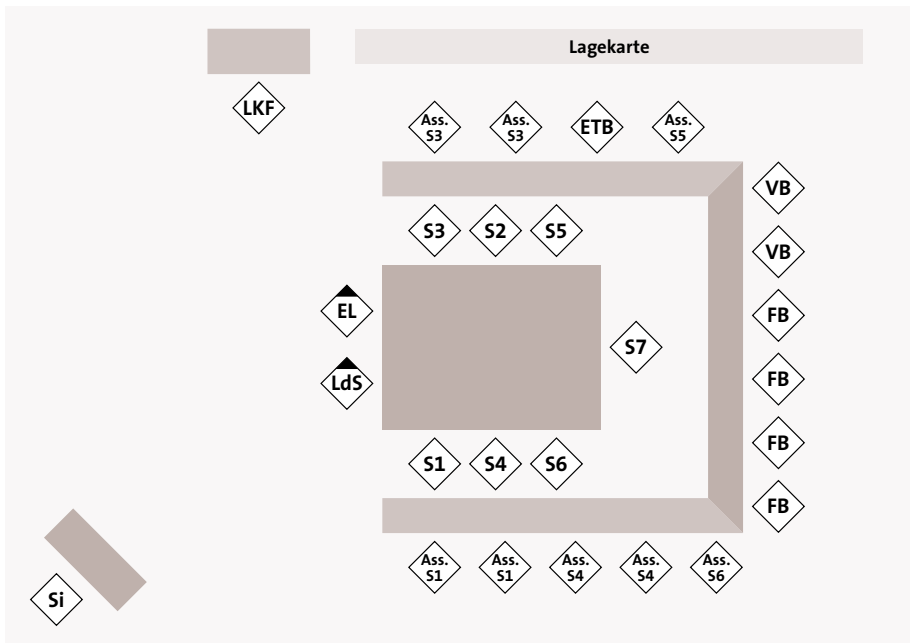 Lagekarte
LKF
Ass.
S3
Ass.
S3
ETB
Ass.
S5
VB
S3
S2
S5
VB
EL
FB
S7
LdS
FB
FB
S1
S4
S6
FB
Ass.
S1
Ass.
S1
Ass.
S4
Ass.
S4
Ass.
S6
Si